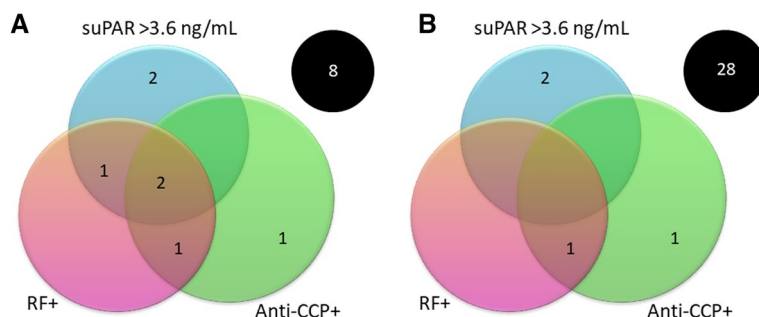 A
suPAR >3.6 ng/mL
2
8
1
2
1
1
RF+
Anti-CCP+
B
suPAR >3.6 ng/mL
2
28
1
1
RF+
Anti-CCP+